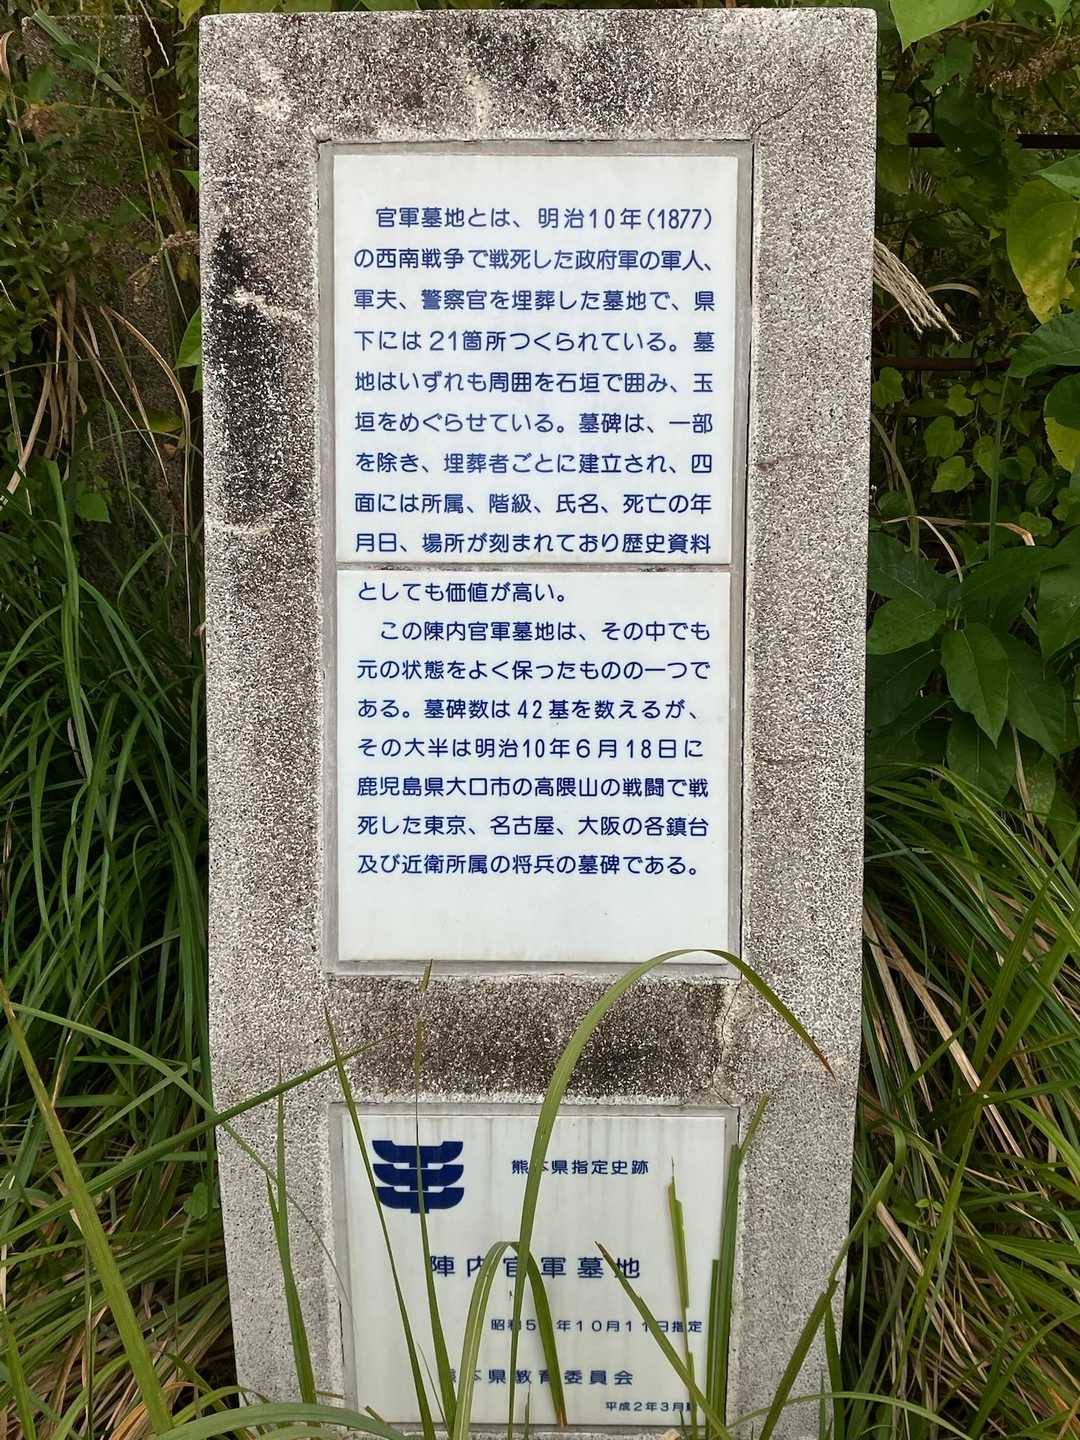 官軍墓地とは、明治10年(1877)
の西南戦争で戦死した政府軍の軍人、
軍夫、警察官を埋葬した墓地で、県
下には21箇所つくられている。墓
地はいずれも周囲を石垣で囲み、玉
垣をめぐらせている。墓碑は、一部
を除き、埋葬者ごとに建立され、四
面には所属、階級、氏名、死亡の年
月日、場所が刻まれており歴史資料
としても価値が高い。
この陣内官軍墓地は、その中でも
元の状態をよく保ったものの一つで
ある。墓碑数は42基を数えるが、
その大半は明治10年6月18日に
鹿児島県大口市の高隈山の戦闘で戦
死した東京、名古屋、大阪の各鎮台
及び近衛所属の将兵の墓碑である。
熊本県指定史跡
陣内官軍墓地
昭和5 年10月11日指定
熊本県教育委員会
平成2年3月